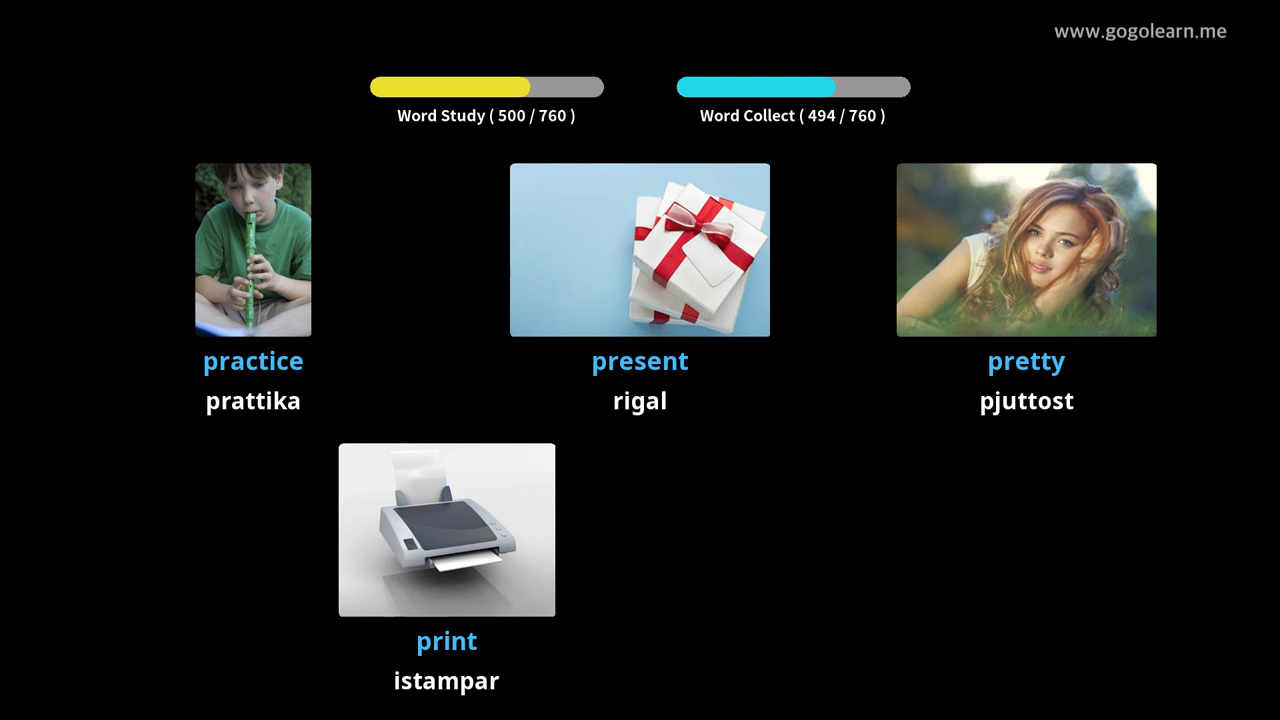 www.gogolearn.me
Word Study ( 500 / 760 )
Word Collect ( 494 / 760 )
practice
prattika
present
rigal
pretty
pjuttost
print
istampar